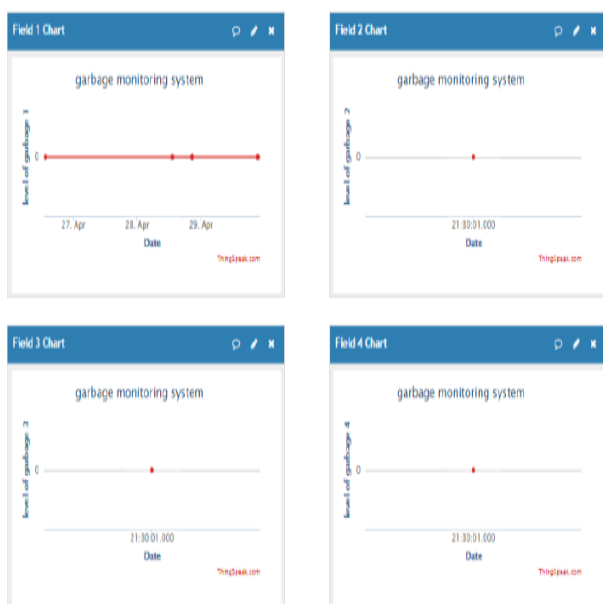 Field 1 Chart
garbage monitoring system
level of garbage 1
0
27. Apr 28. Apr 29. Apr
Date
ThingSpeak.com
Field 2 Chart
garbage monitoring system
level of garbage 2
0
21:30:01.000
Date
ThingSpeak.com
Field 3 Chart
garbage monitoring system
level of garbage 3
0
21:30:01.000
Date
ThingSpeak.com
Field 4 Chart
garbage monitoring system
level of garbage 4
0
21:30:01.000
Date
ThingSpeak.com